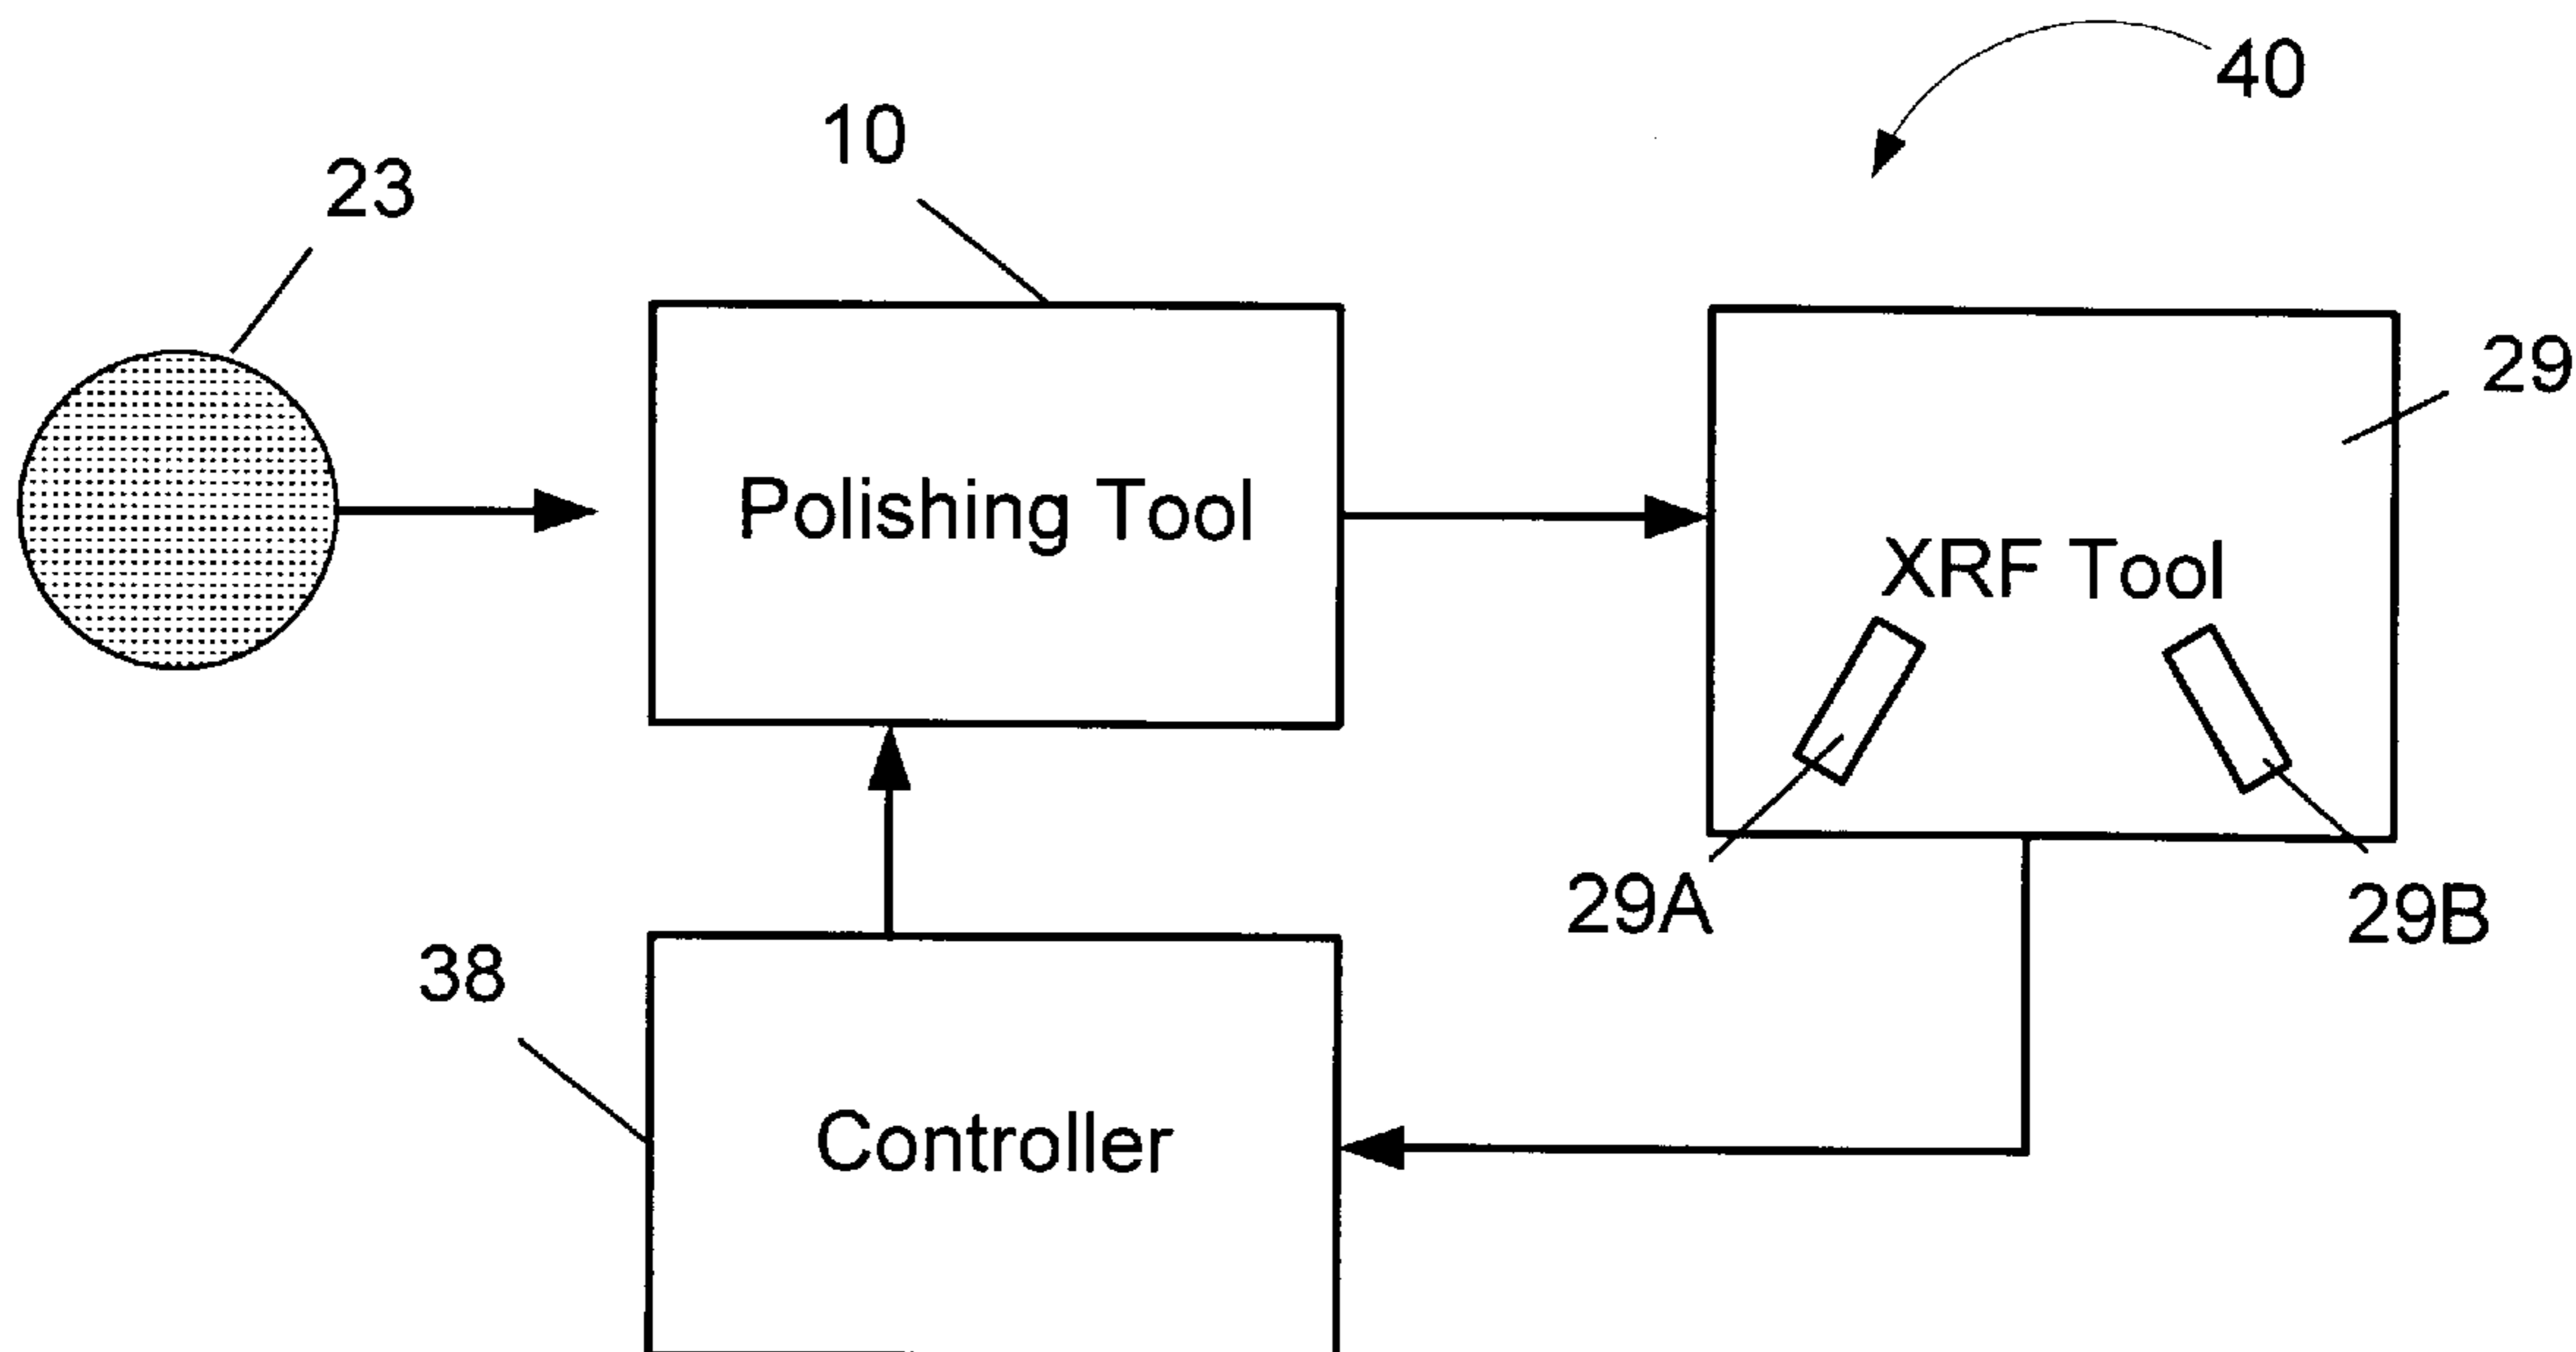 40
10
23
29
Polishing Tool
XRF Tool
29A
29B
38
Controller